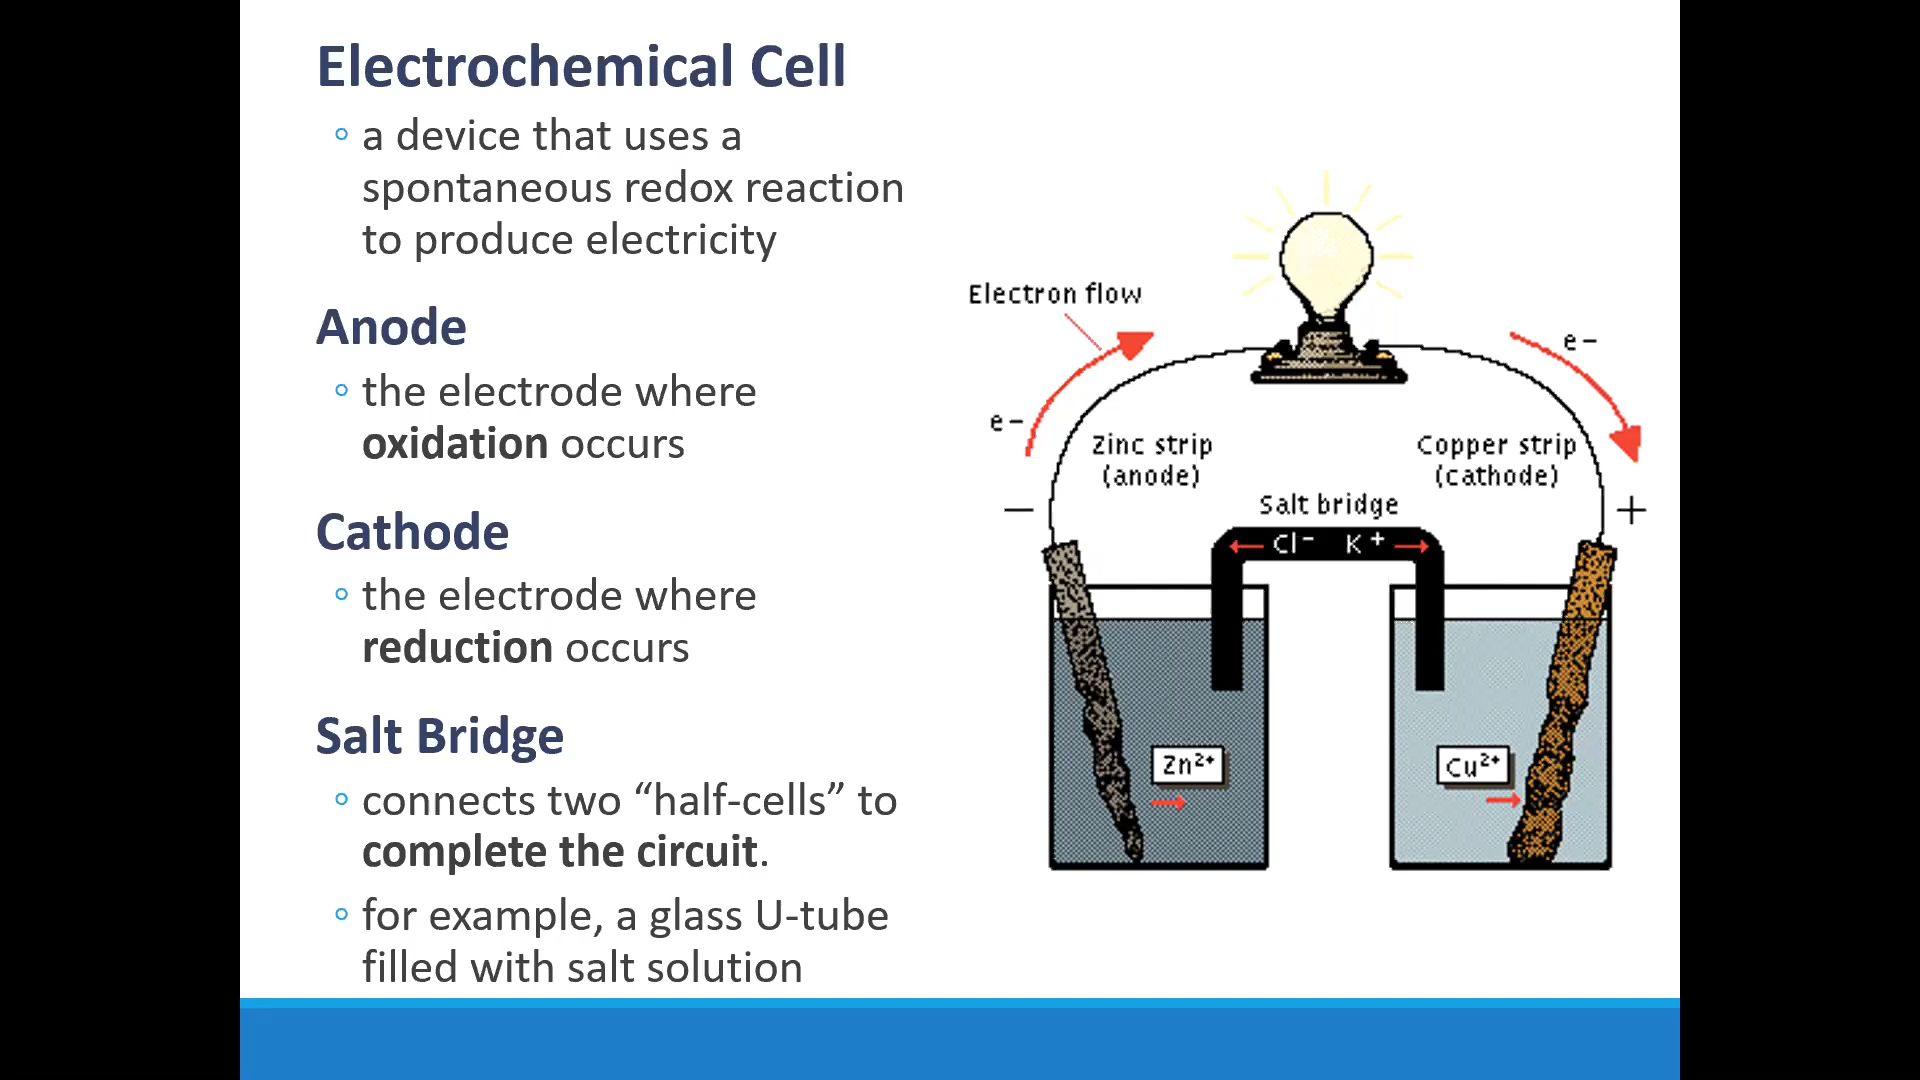 Electrochemical Cell
◦ a device that uses a
spontaneous redox reaction
to produce electricity
Anode
◦ the electrode where
oxidation occurs
Cathode
◦ the electrode where
reduction occurs
Salt Bridge
◦ connects two “half-cells” to
complete the circuit.
◦ for example, a glass U-tube
filled with salt solution
Electron flow
e−
e−
Zinc strip
(anode)
Copper strip
(cathode)
−
+
Salt bridge
Cl⁻ K⁺
Zn²⁺
Cu²⁺